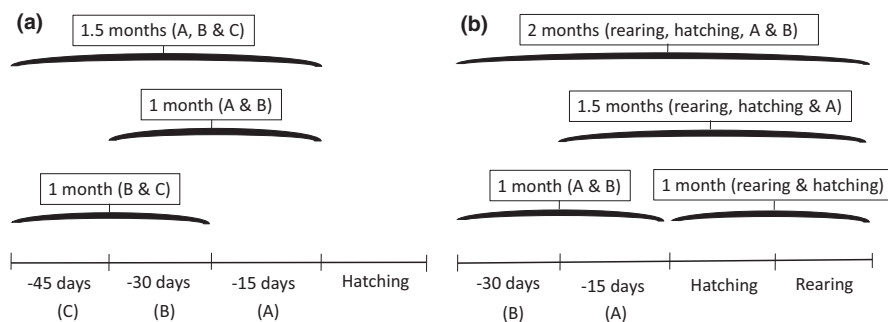 (a)
1.5 months (A, B & C)
1 month (A & B)
1 month (B & C)
-45 days
-30 days
-15 days
Hatching
(C)
(B)
(A)
(b)
2 months (rearing, hatching, A & B)
1.5 months (rearing, hatching & A)
1 month (A & B)
1 month (rearing & hatching)
-30 days
-15 days
Hatching
Rearing
(B)
(A)